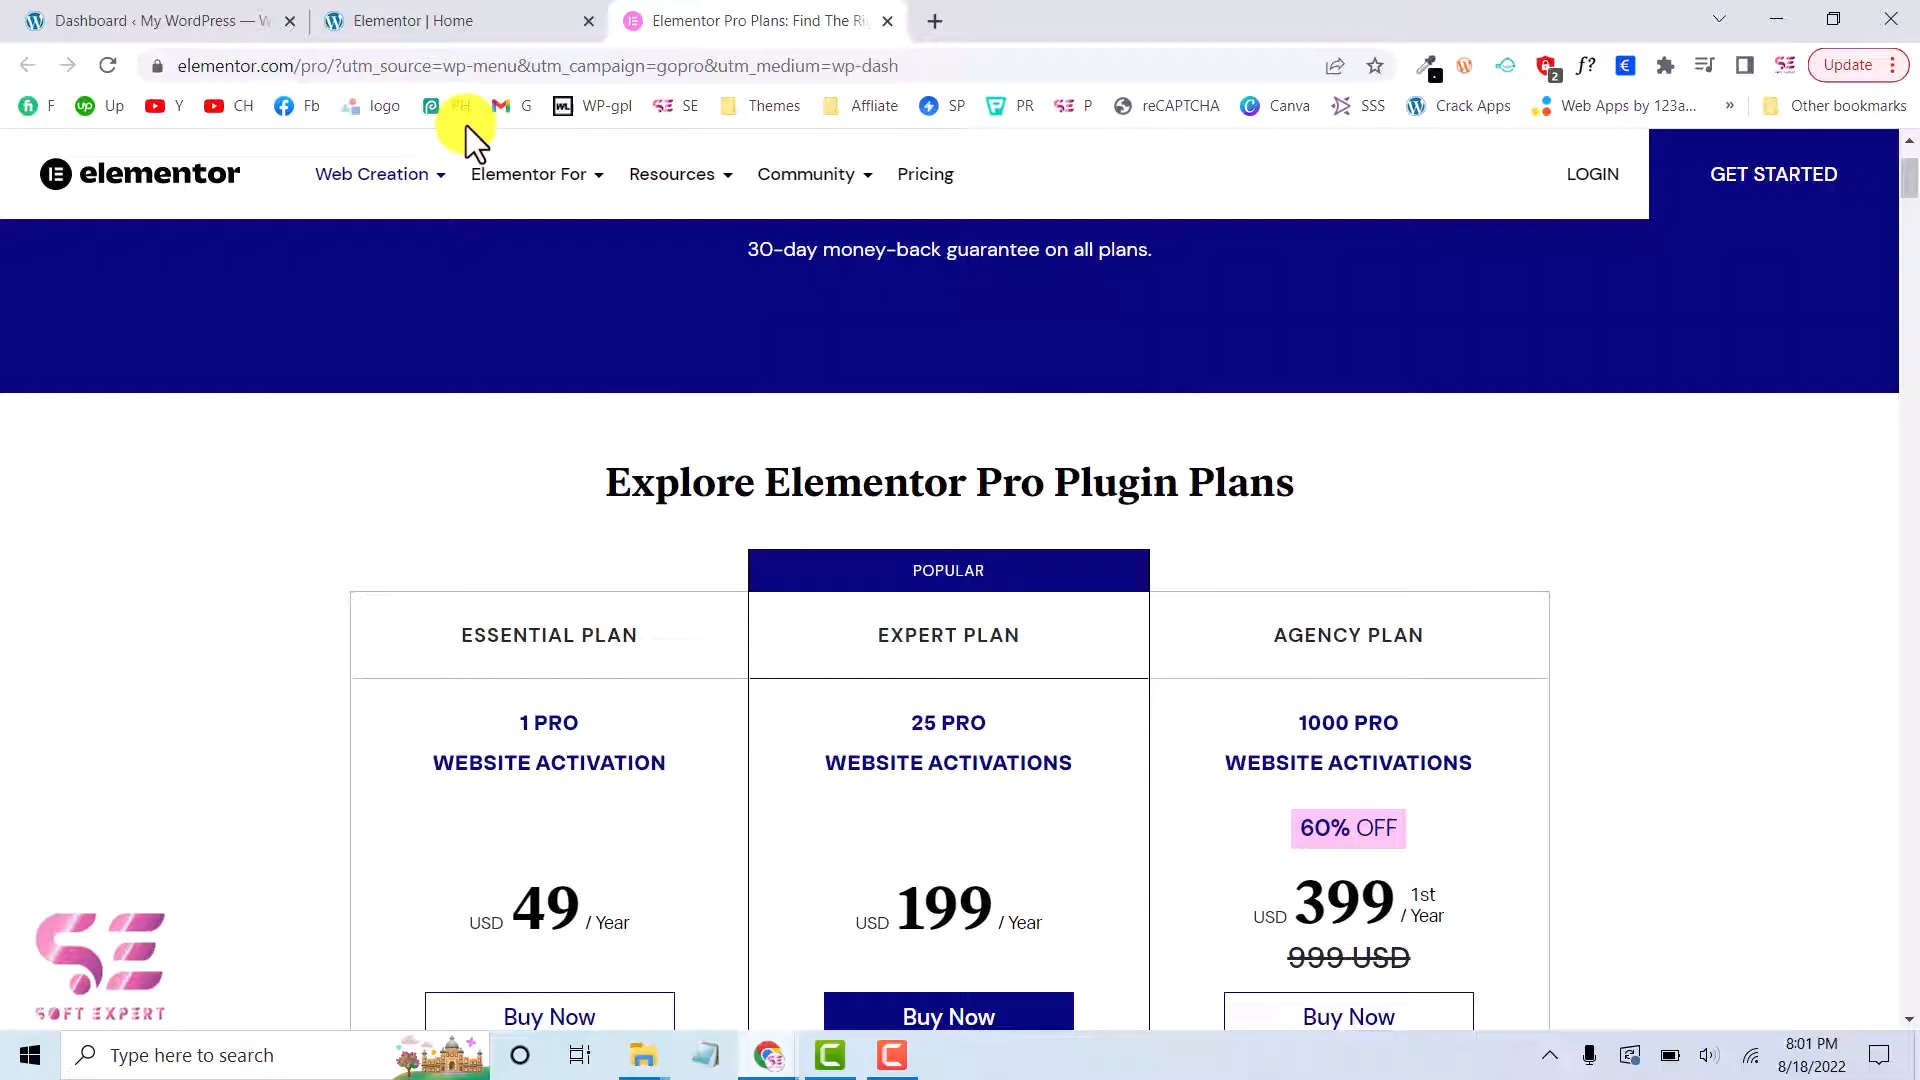 Dashboard ‹ My WordPress — W
Elementor | Home
Elementor Pro Plans: Find The Ri
elementor.com/pro/?utm_source=wp-menu&utm_campaign=gopro&utm_medium=wp-dash
2
f?
Update
F
Up
Y
CH
Fb
logo
PH
G
WP-gpl
SE
Themes
Affliate
SP
PR
P
reCAPTCHA
Canva
SSS
Crack Apps
Web Apps by 123a...
»
Other bookmarks
elementor
Web Creation
Elementor For
Resources
Community
Pricing
LOGIN
GET STARTED
30-day money-back guarantee on all plans.
Explore Elementor Pro Plugin Plans
POPULAR
ESSENTIAL PLAN
EXPERT PLAN
AGENCY PLAN
1 PRO
WEBSITE ACTIVATION
25 PRO
WEBSITE ACTIVATIONS
1000 PRO
WEBSITE ACTIVATIONS
60% OFF
USD 49 / Year
USD 199 / Year
USD 399 1st / Year
999 USD
Buy Now
Buy Now
Buy Now
SE
SOFT EXPERT
Type here to search
8:01 PM
8/18/2022